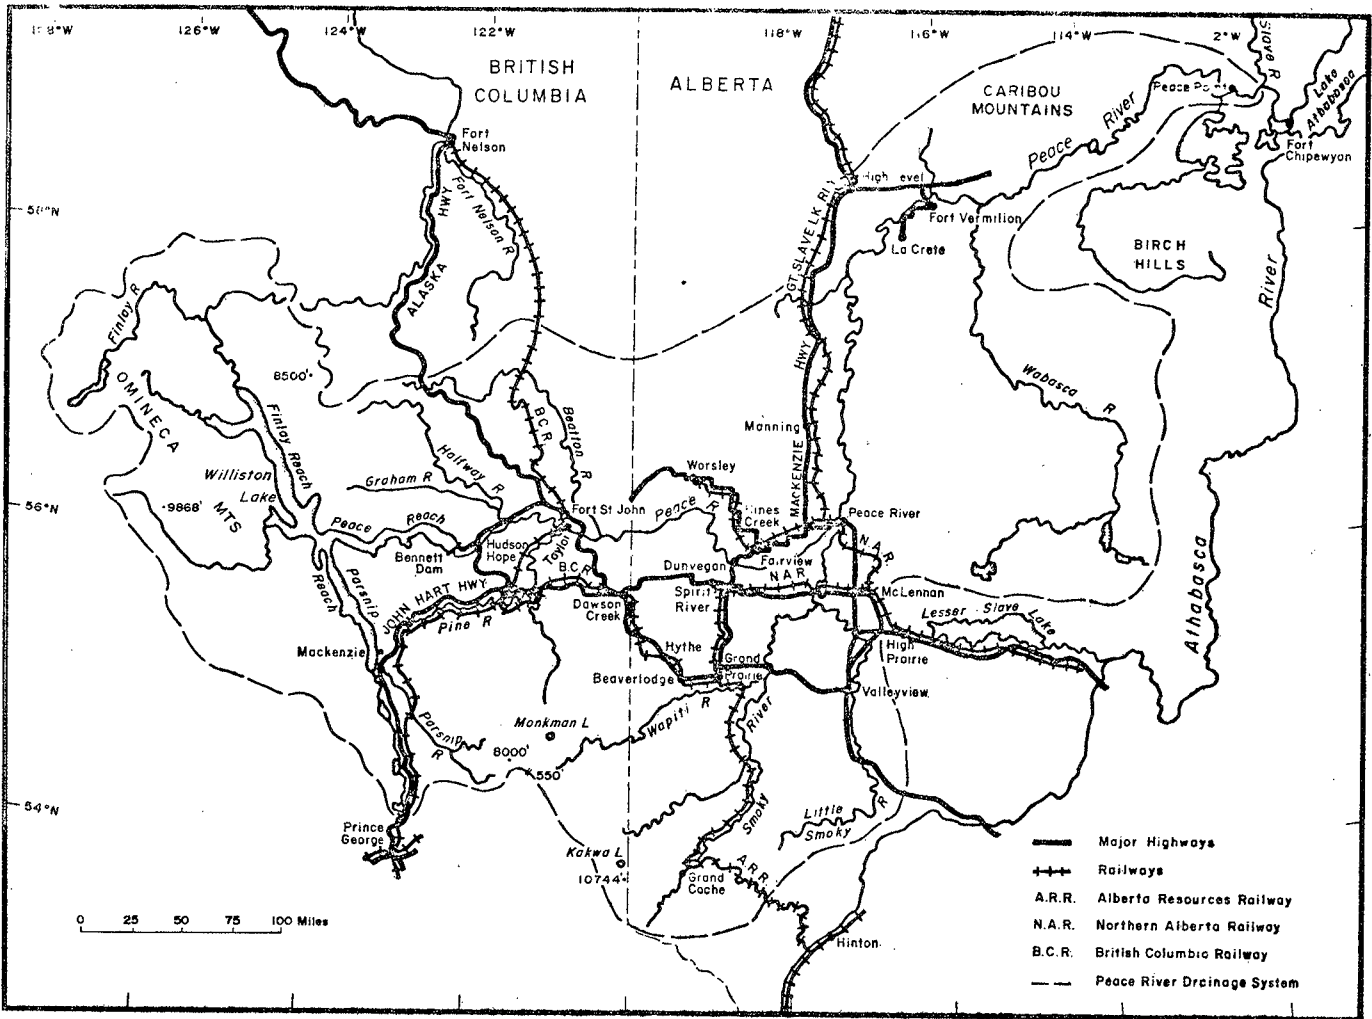 126°W
124°W
122°W
118°W
116°W
114°W
BRITISH
COLUMBIA
ALBERTA
CARIBOU
MOUNTAINS
Peace River
Lake
Athabasca
Fort
Chipewyan
Fort
Nelson
HWY
Fort Nelson R
ALASKA
GT. SLAVE LK RLY
Fort Vermilion
La Crete
BIRCH
HILLS
River
Athabasca
Finlay R
OMINECA
MTS
8500'
Finlay Reach
Williston
Lake
9868'
Graham R
Halfway R
B.C.R.
Beatton R
Peace Reach
Bennett
Dam
Hudson
Hope
Fort St John
Taylor
B.C.R.
Dawson
Creek
Peace R
Worsley
Manning
MACKENZIE
HWY
Wabasca R
Peace River
Fairview
Dunvegan
N.A.R.
N.A.R.
Spirit
River
McLennan
Lesser Slave Lake
High
Prairie
Hythe
Beaverlodge
Grand
Prairie
Valleyview
Parsnip
Reach
JOHN HART HWY
Pine R
Mackenzie
Parsnip
R
Monkman L
8000'
550'
Wapiti R
River
Smoky
Little
Smoky
R
54°N
56°N
Prince
George
Kakwa L
10744'
Grand
Cache
A.R.R.
Hinton
0 25 50 75 100 Miles
Major Highways
Railways
A.R.R. Alberta Resources Railway
N.A.R. Northern Alberta Railway
B.C.R. British Columbia Railway
Peace River Drainage System